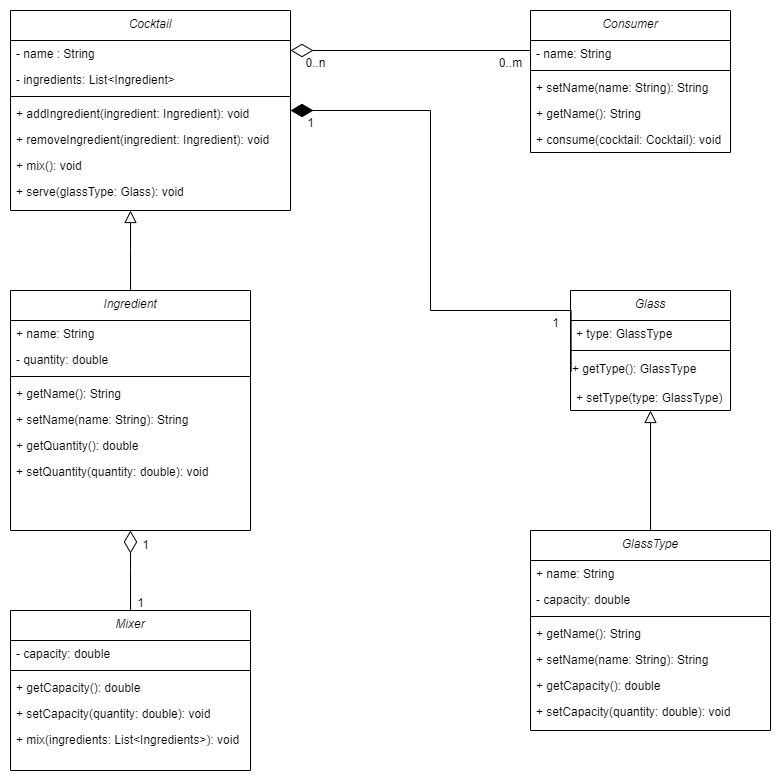 Cocktail
- name : String
- ingredients: List<Ingredient>
+ addIngredient(ingredient: Ingredient): void
+ removeIngredient(ingredient: Ingredient): void
+ mix(): void
+ serve(glassType: Glass): void
0..n
0..m
1
Consumer
- name: String
+ setName(name: String): String
+ getName(): String
+ consume(cocktail: Cocktail): void
Ingredient
+ name: String
- quantity: double
+ getName(): String
+ setName(name: String): String
+ getQuantity(): double
+ setQuantity(quantity: double): void
1
Glass
+ type: GlassType
+ getType(): GlassType
+ setType(type: GlassType)
1
1
Mixer
- capacity: double
+ getCapacity(): double
+ setCapacity(quantity: double): void
+ mix(ingredients: List<Ingredients>): void
GlassType
+ name: String
- capacity: double
+ getName(): String
+ setName(name: String): String
+ getCapacity(): double
+ setCapacity(quantity: double): void